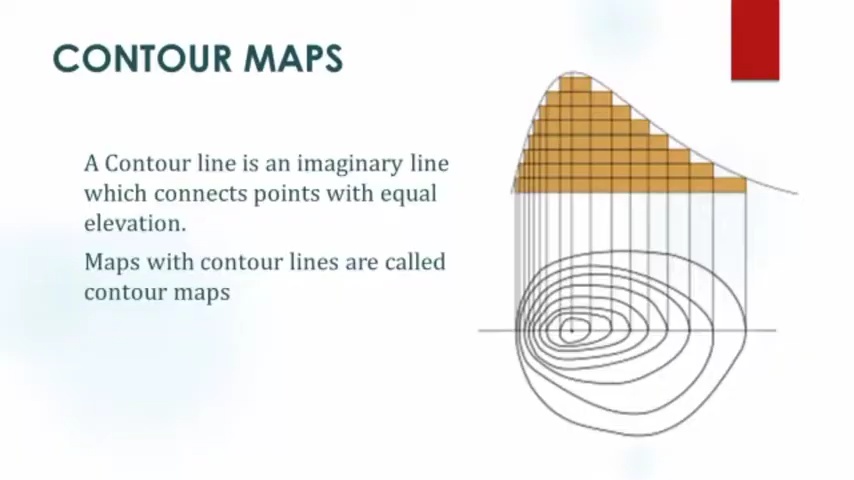 CONTOUR MAPS
A Contour line is an imaginary line
which connects points with equal
elevation.
Maps with contour lines are called
contour maps